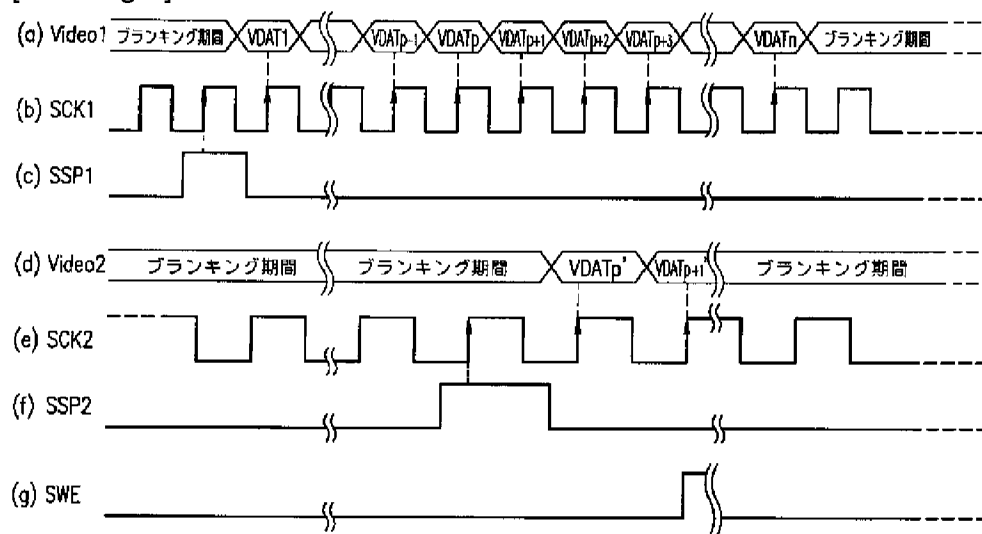 (a) Video1 ブランキング期間 VDAT1 VDATp-1 VDATp VDATp+1 VDATp+2 VDATp+3 VDATn ブランキング期間
(b) SCK1
(c) SSP1
(d) Video2 ブランキング期間 ブランキング期間 VDATp' VDATp+1' ブランキング期間
(e) SCK2
(f) SSP2
(g) SWE